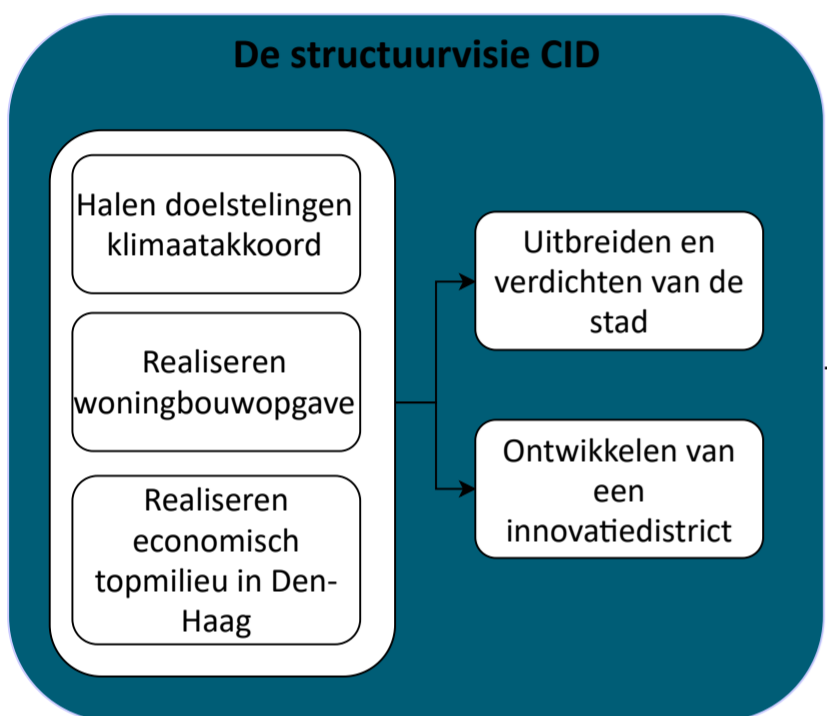 De structuurvisie CID
Halen doelstelingen
klimaatakkoord
Realiseren
woningbouwopgave
Realiseren
economisch
topmilieu in Den-
Haag
Uitbreiden en
verdichten van de
stad
Ontwikkelen van
een
innovatiedistrict